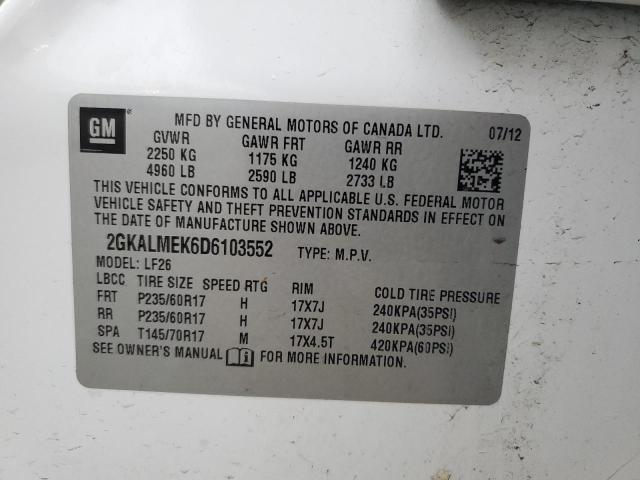 GM
MFD BY GENERAL MOTORS OF CANADA LTD. 07/12
GVWR GAWR FRT GAWR RR
2250 KG 1175 KG 1240 KG
4960 LB 2590 LB 2733 LB
THIS VEHICLE CONFORMS TO ALL APPLICABLE U.S. FEDERAL MOTOR
VEHICLE SAFETY AND THEFT PREVENTION STANDARDS IN EFFECT ON
THE DATE OF MANUFACTURE SHOWN ABOVE.
2GKALMEK6D6103552 TYPE: M.P.V.
MODEL: LF26
LBCC TIRE SIZE SPEED RTG RIM COLD TIRE PRESSURE
FRT P235/60R17 H 17X7J 240KPA(35PSI)
RR P235/60R17 H 17X7J 240KPA(35PSI)
SPA T145/70R17 M 17X4.5T 420KPA(60PSI)
SEE OWNER'S MANUAL FOR MORE INFORMATION.